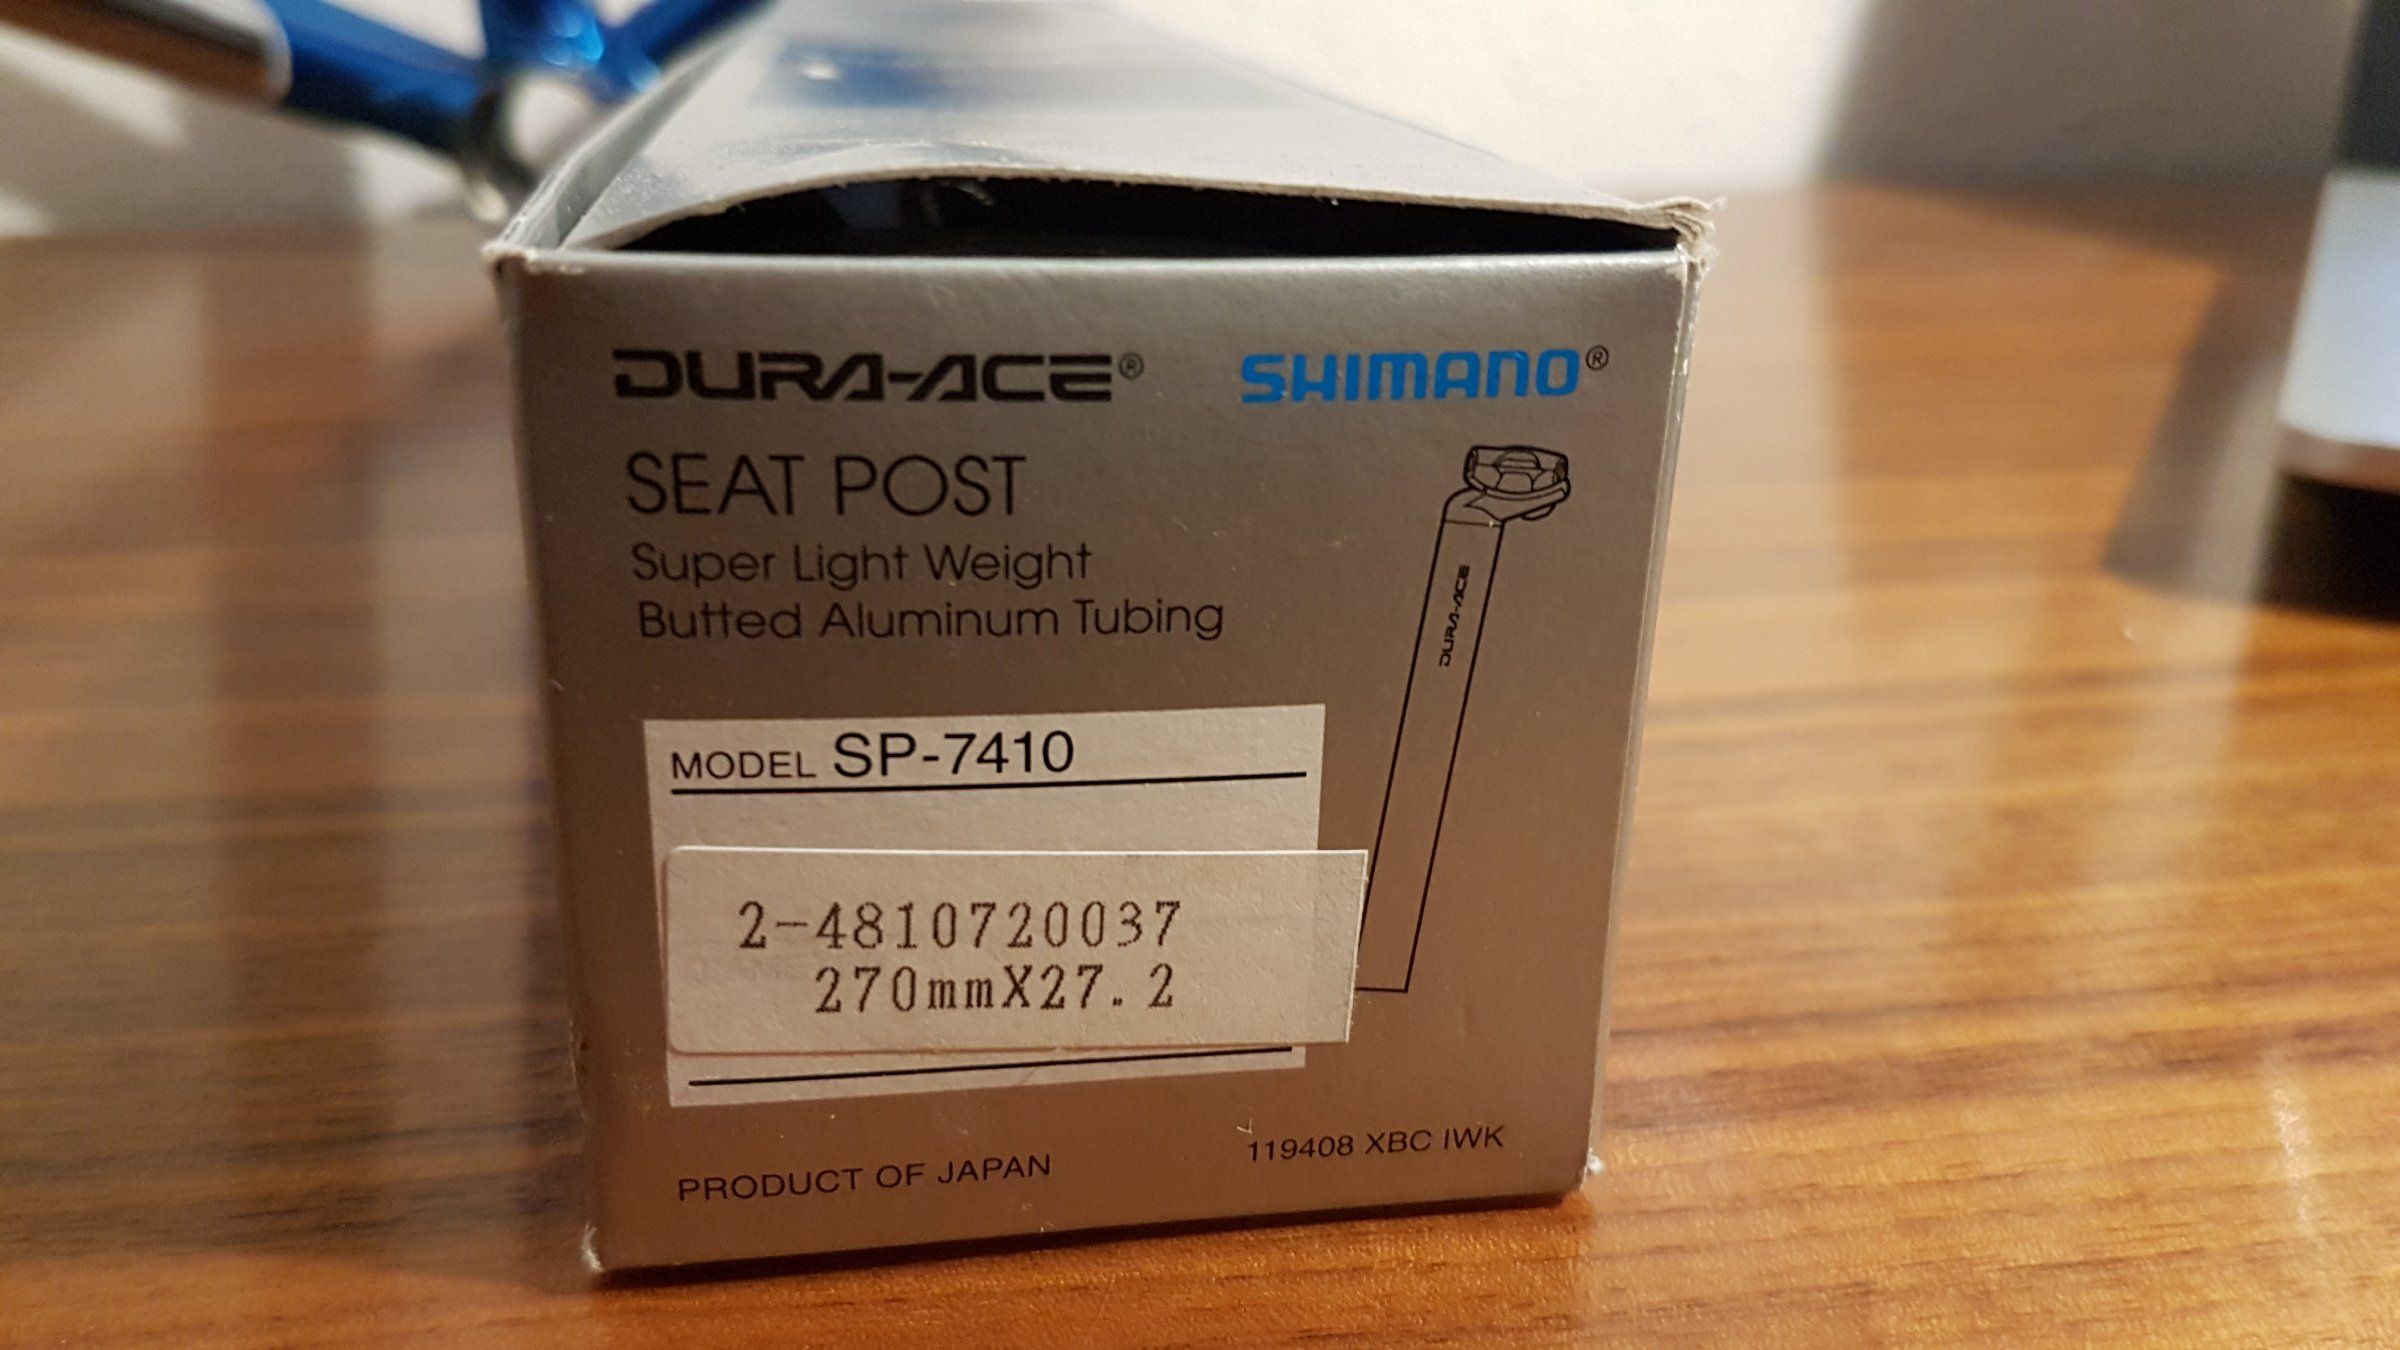 DURA-ACE® SHIMANO®
SEAT POST
Super Light Weight
Butted Aluminum Tubing
DURA-ACE
MODEL SP-7410
2-4810720037
270mmX27.2
PRODUCT OF JAPAN
119408 XBC IWK